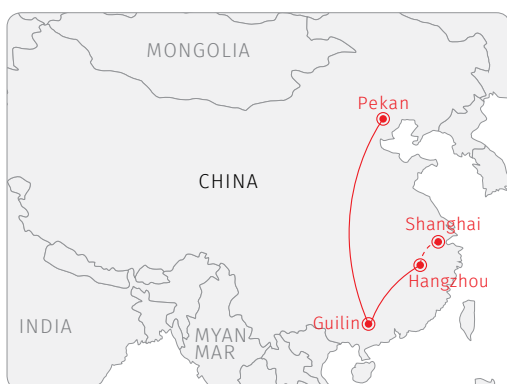 MONGOLIA
Pekan
CHINA
Shanghai
Hangzhou
Guilin
INDIA
MYAN
MAR